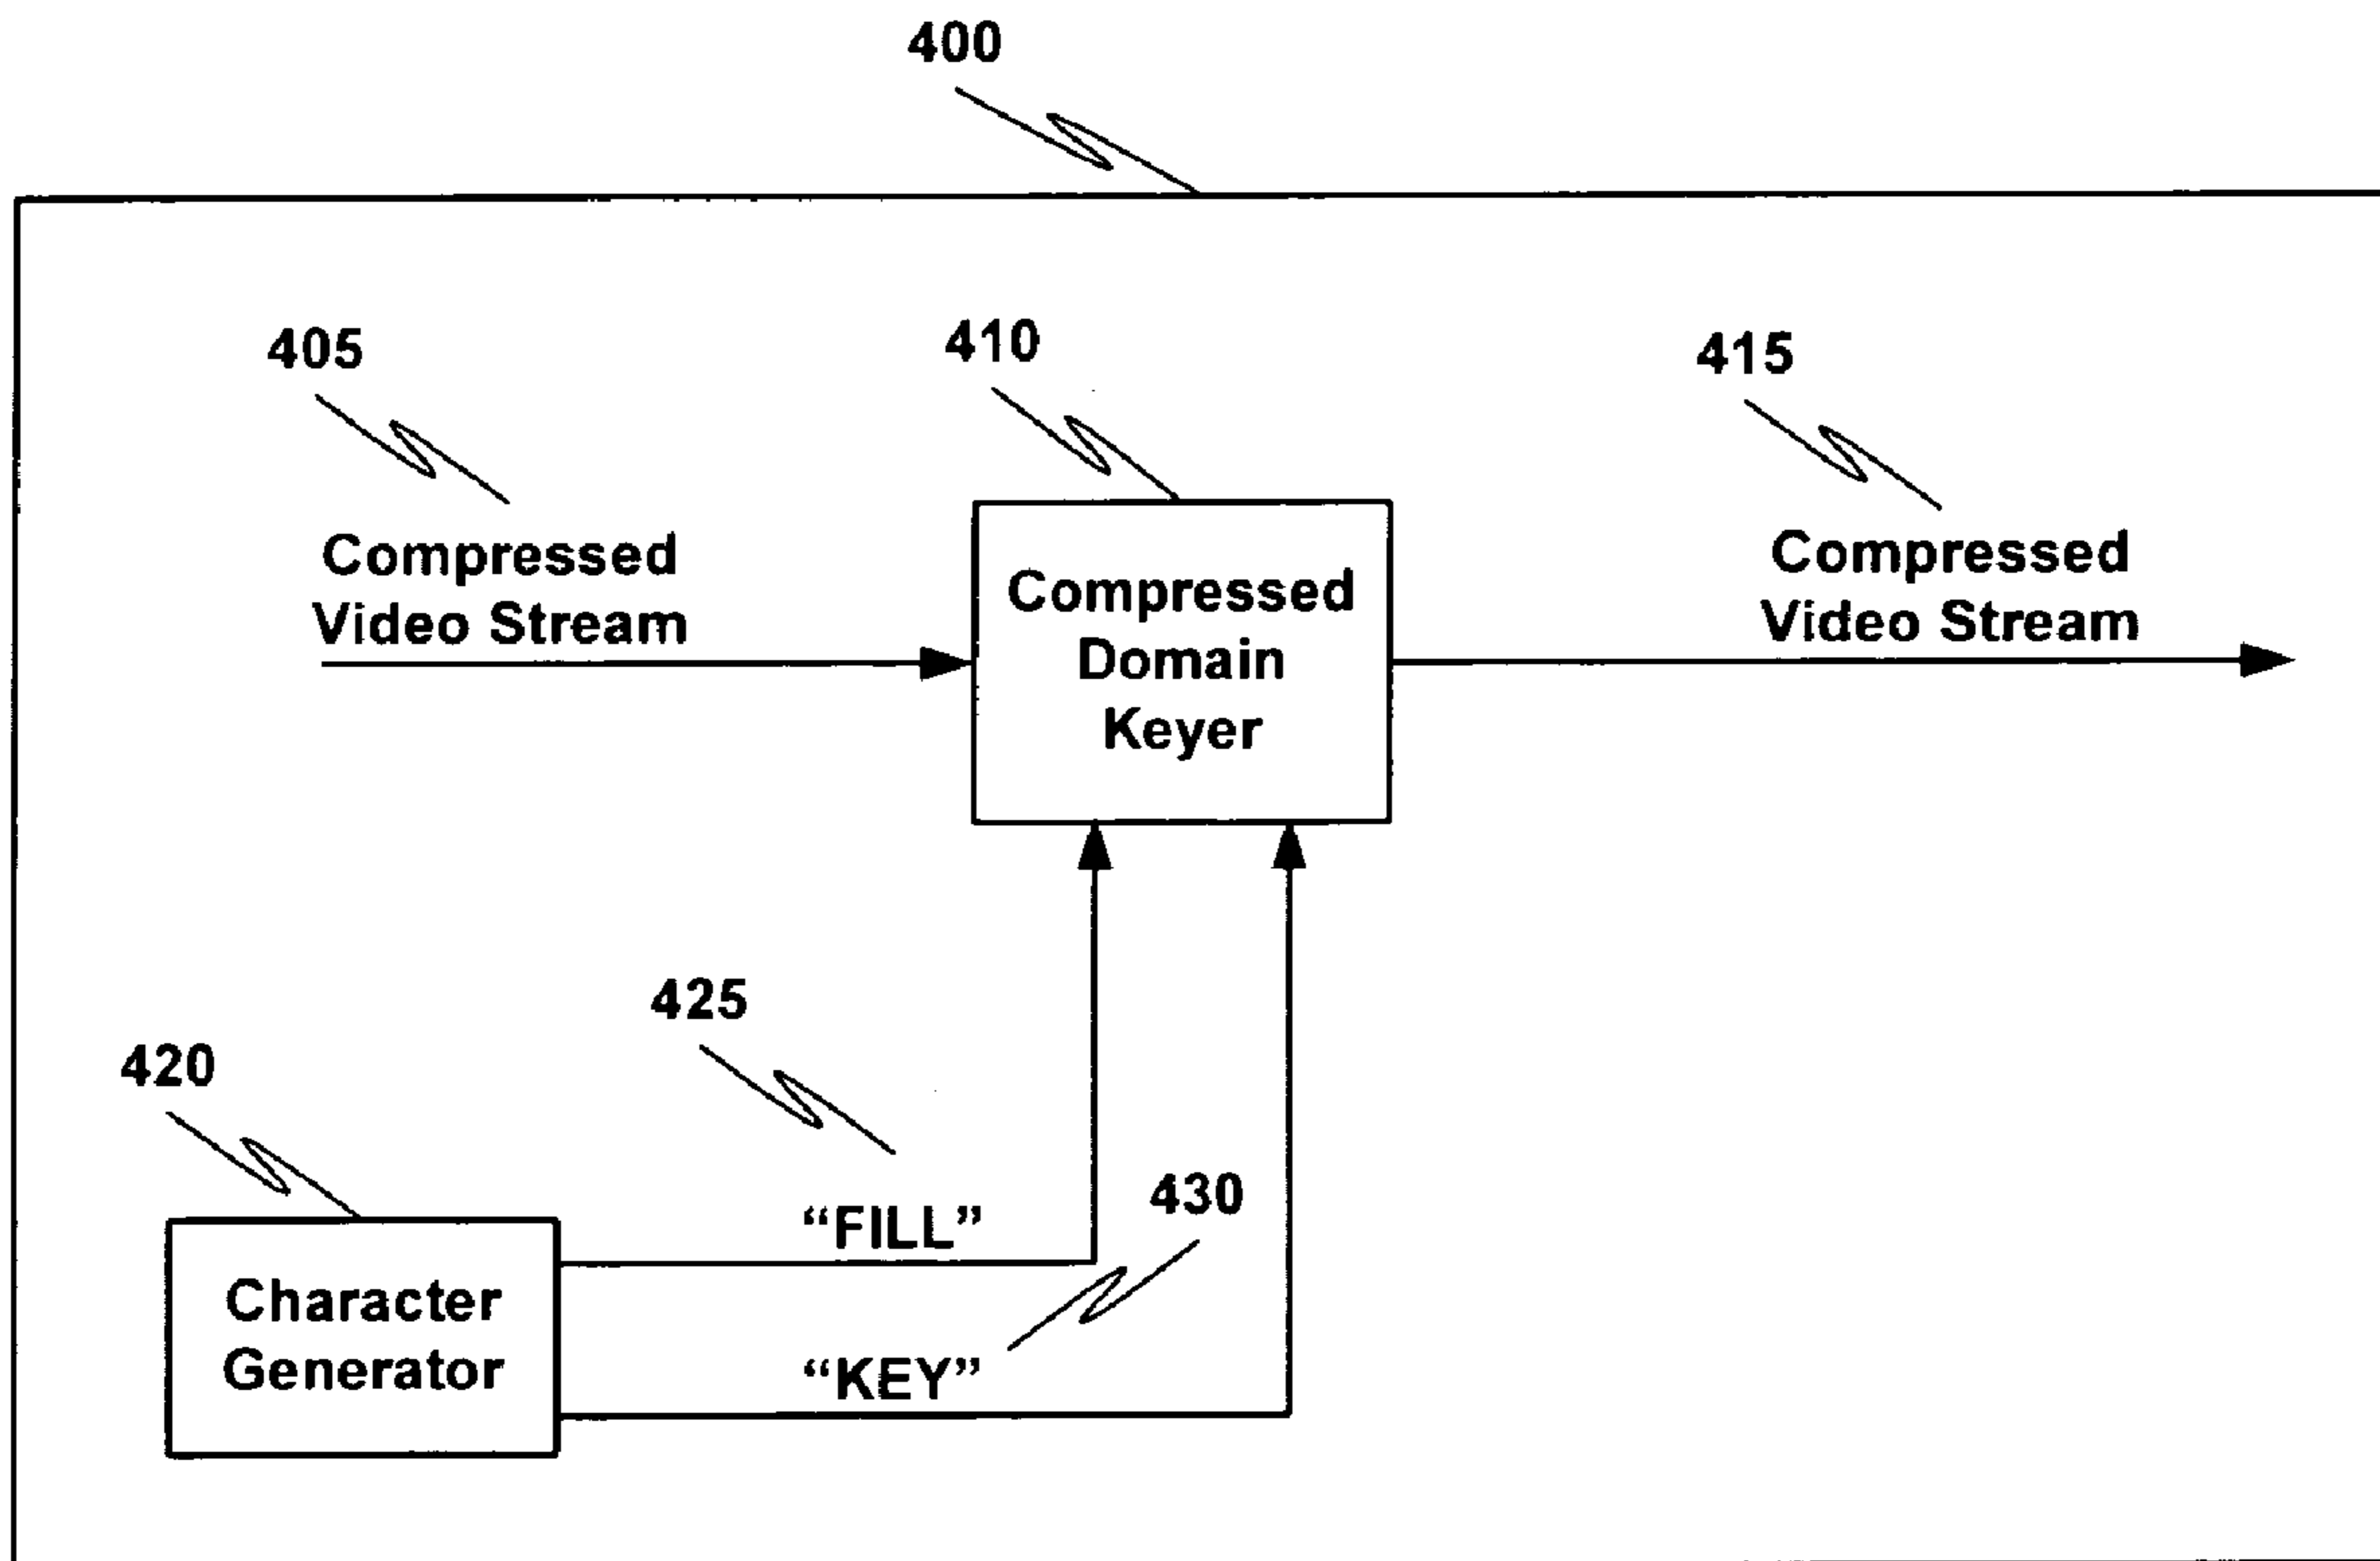 400
405
410
415
Compressed
Video Stream
Compressed
Domain
Keyer
Compressed
Video Stream
425
420
430
“FILL”
Character
Generator
“KEY”